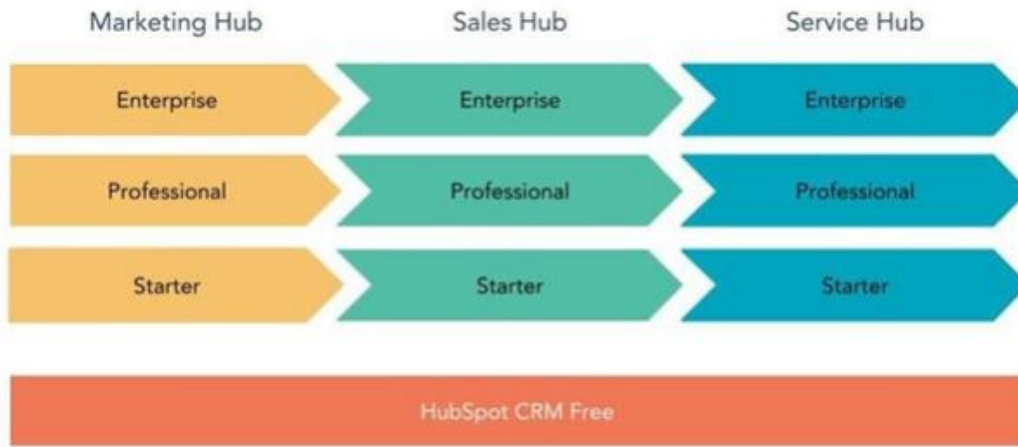 Marketing Hub
Sales Hub
Service Hub
Enterprise
Enterprise
Enterprise
Professional
Professional
Professional
Starter
Starter
Starter
HubSpot CRM Free